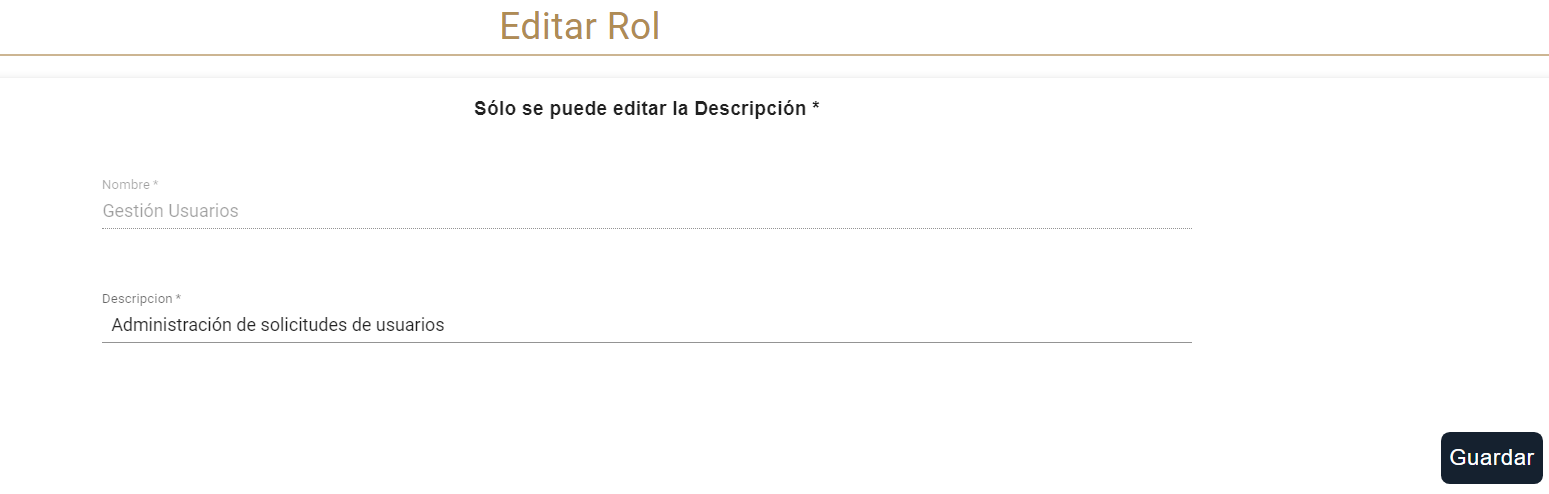 Editar Rol
Sólo se puede editar la Descripción *
Nombre *
Gestión Usuarios
Descripcion *
Administración de solicitudes de usuarios
Guardar